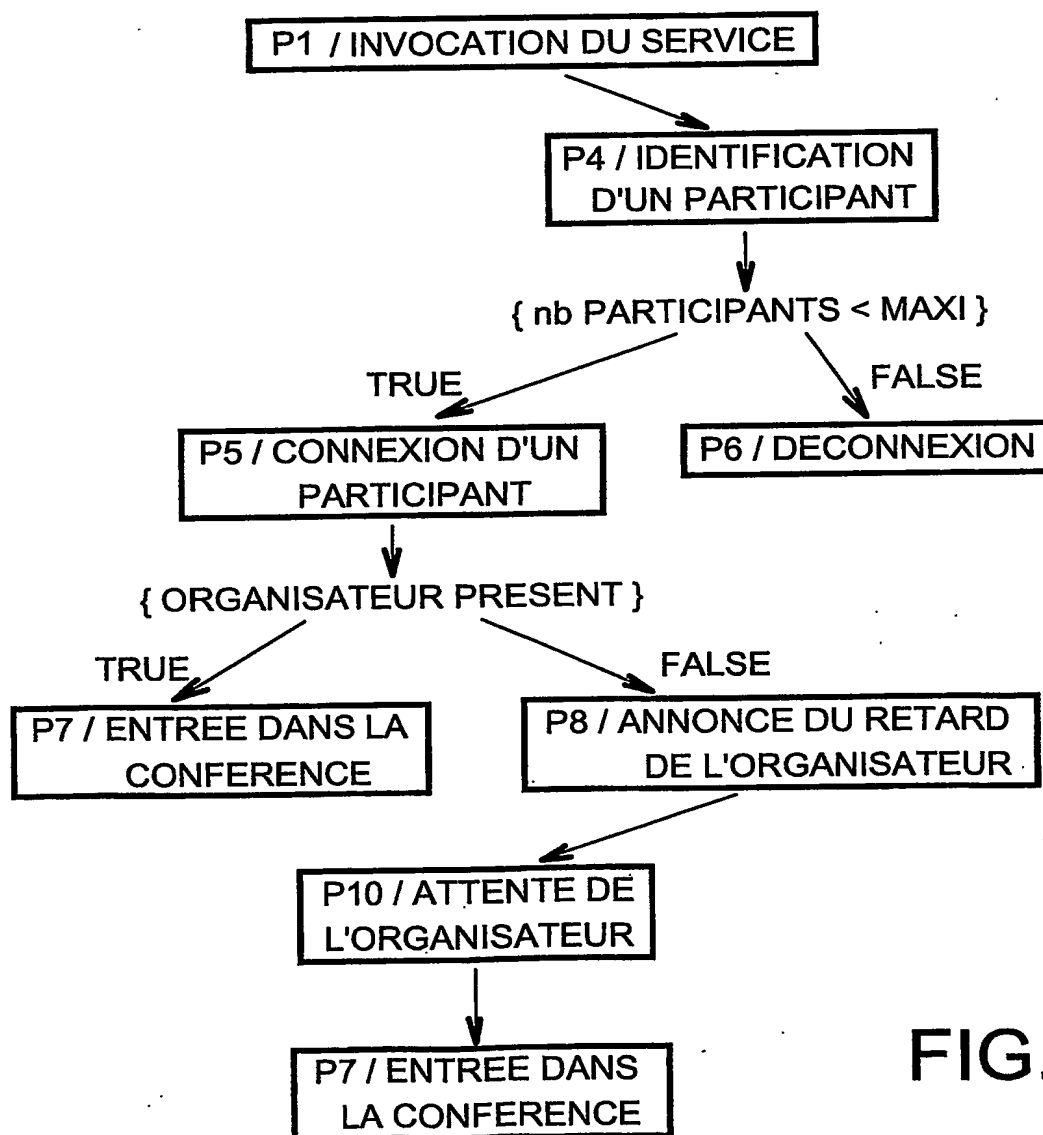 P1 / INVOCATION DU SERVICE
P4 / IDENTIFICATION
D'UN PARTICIPANT
{ nb PARTICIPANTS < MAXI }
TRUE
FALSE
P5 / CONNEXION D'UN
PARTICIPANT
P6 / DECONNEXION
{ ORGANISATEUR PRESENT }
TRUE
FALSE
P7 / ENTREE DANS LA
CONFERENCE
P8 / ANNONCE DU RETARD
DE L'ORGANISATEUR
P10 / ATTENTE DE
L'ORGANISATEUR
P7 / ENTREE DANS
LA CONFERENCE
FIG.